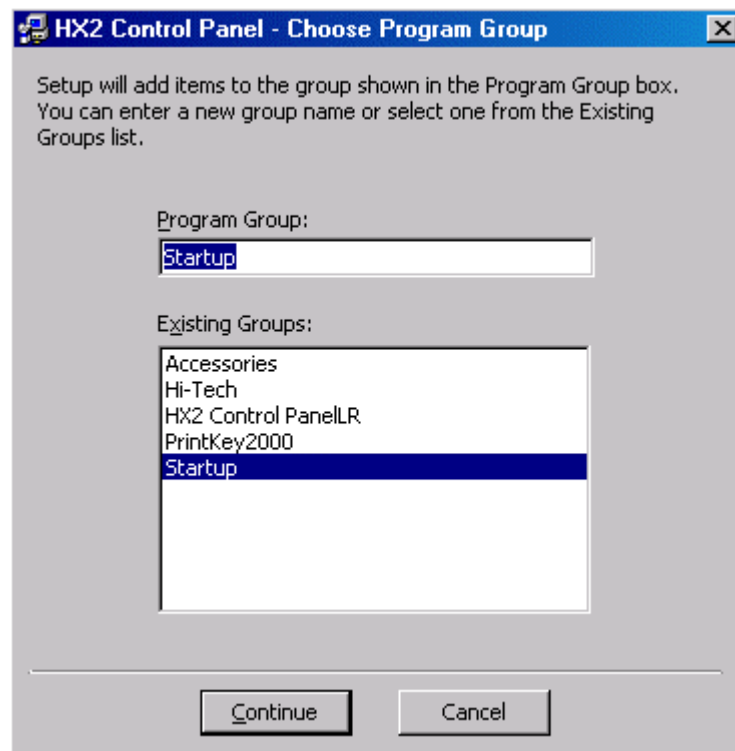 HX2 Control Panel - Choose Program Group
Setup will add items to the group shown in the Program Group box.
You can enter a new group name or select one from the Existing
Groups list.
Program Group:
Startup
Existing Groups:
Accessories
Hi-Tech
HX2 Control PanelLR
PrintKey2000
Startup
Continue
Cancel